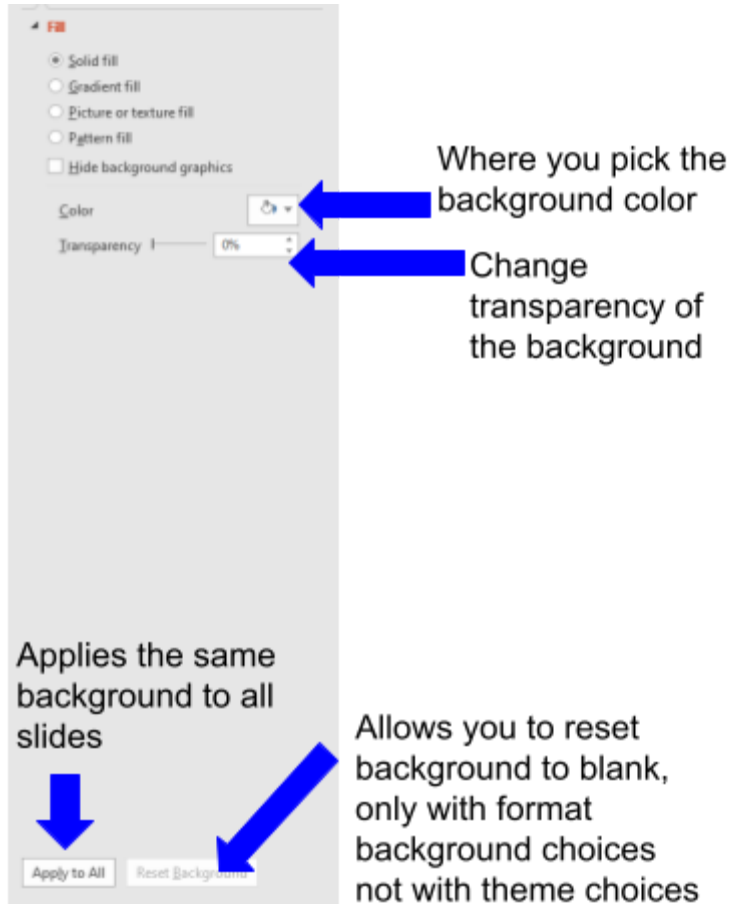 Fill
Solid fill
Gradient fill
Picture or texture fill
Pattern fill
Hide background graphics
Color
Transparency 0%
Where you pick the
background color
Change
transparency of
the background
Applies the same
background to all
slides
Allows you to reset
background to blank,
only with format
background choices
not with theme choices
Apply to All
Reset Background